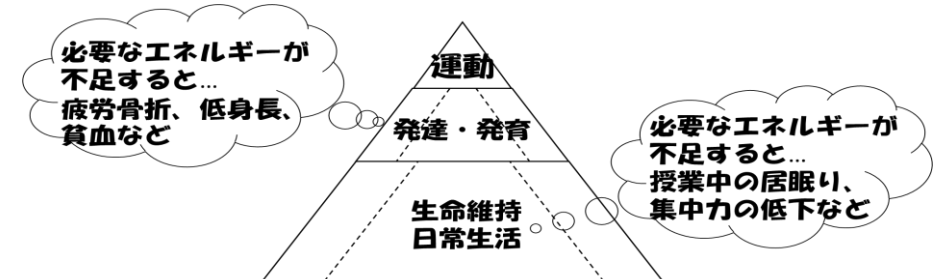 必要なエネルギーが
不足すると…
疲労骨折、低身長、
貧血など
運動
発達・発育
必要なエネルギーが
不足すると…
授業中の居眠り、
集中力の低下など
生命維持
日常生活